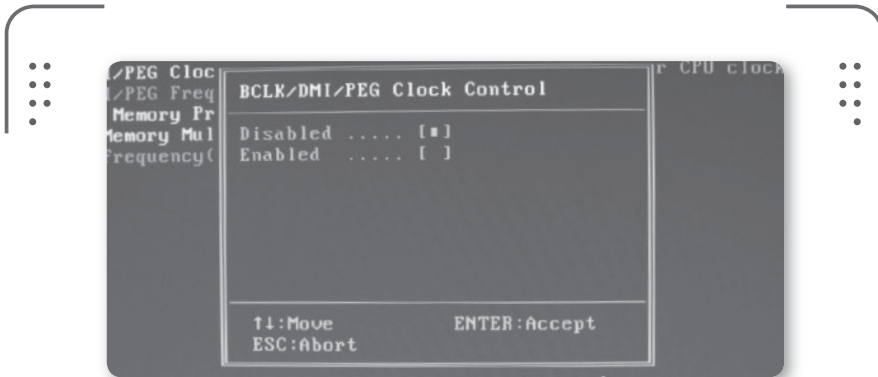 /PEG Cloc
/PEG Freq
Memory Pr
Memory Mul
Frequency(
r CPU clock
BCLK/DMI/PEG Clock Control
Disabled ..... [■]
Enabled ..... [ ]
↑↓:Move ENTER:Accept
ESC:Abort